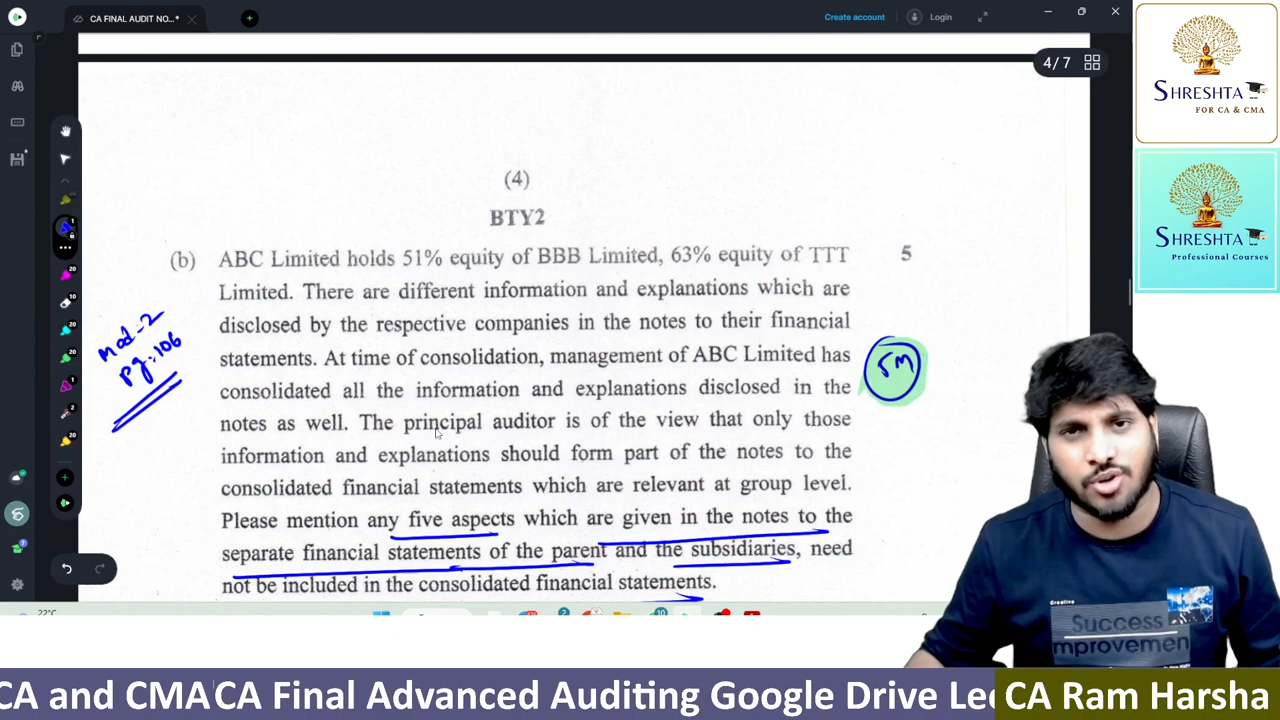 CA FINAL AUDIT NO...*
Create account
Login
4/7
SHRESHTA
FOR CA & CMA
SHRESHTA
Professional Courses
(4)
BTY2
(b) ABC Limited holds 51% equity of BBB Limited, 63% equity of TTT 5
Limited. There are different information and explanations which are
disclosed by the respective companies in the notes to their financial
statements. At time of consolidation, management of ABC Limited has
consolidated all the information and explanations disclosed in the
notes as well. The principal auditor is of the view that only those
information and explanations should form part of the notes to the
consolidated financial statements which are relevant at group level.
Please mention any five aspects which are given in the notes to the
separate financial statements of the parent and the subsidiaries, need
not be included in the consolidated financial statements.
Mod-2
pg:106
5M
22°C
Creative
Success
mprovemen
CA and CMA CA Final Advanced Auditing Google Drive Lec
CA Ram Harsha